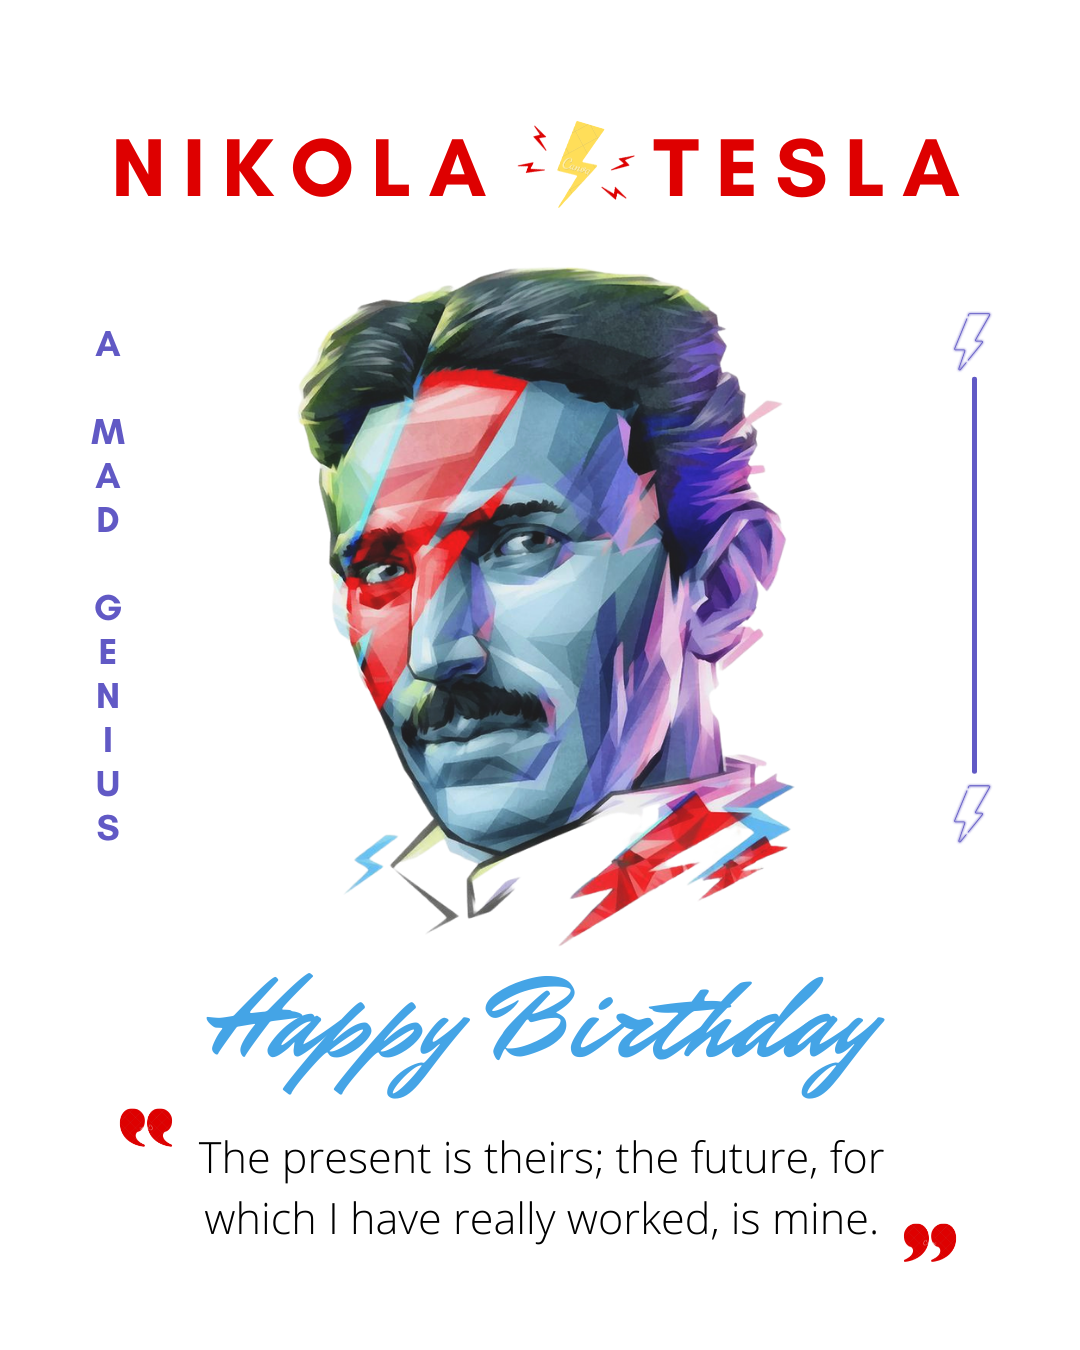 NIKOLA TESLA
A MAD GENIUS
Happy Birthday
The present is theirs; the future, for
which I have really worked, is mine.